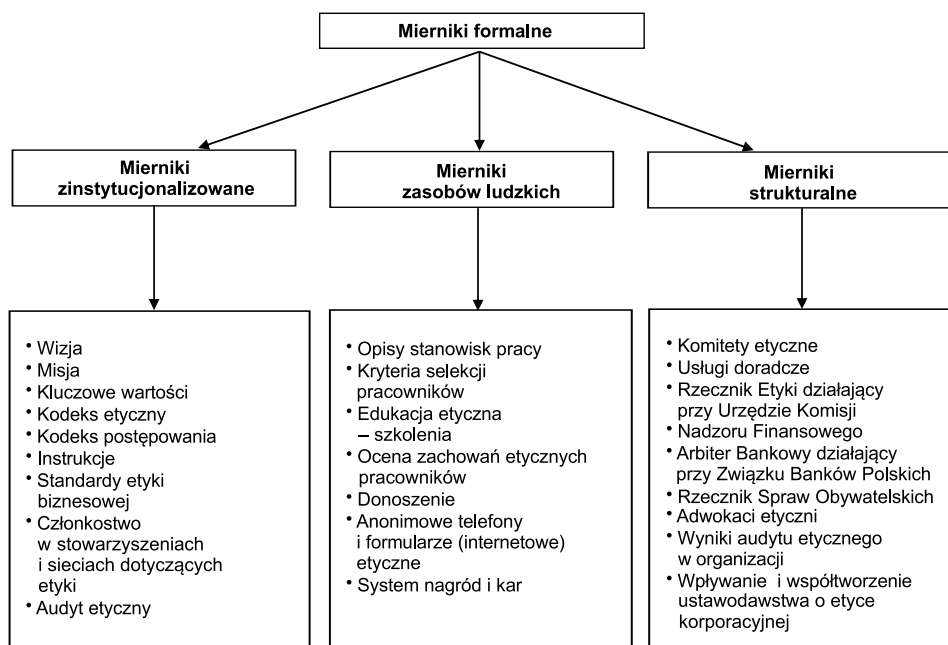 Mierniki formalne
Mierniki
zinstytucjonalizowane
Mierniki
zasobów ludzkich
Mierniki
strukturalne
• Wizja
• Misja
• Kluczowe wartości
• Kodeks etyczny
• Kodeks postępowania
• Instrukcje
• Standardy etyki
biznesowej
• Członkostwo
w stowarzyszeniach
i sieciach dotyczących
etyki
• Audyt etyczny
• Opisy stanowisk pracy
• Kryteria selekcji
pracowników
• Edukacja etyczna
– szkolenia
• Ocena zachowań etycznych
pracowników
• Donoszenie
• Anonimowe telefony
i formularze (internetowe)
etyczne
• System nagród i kar
• Komitety etyczne
• Usługi doradcze
• Rzecznik Etyki działający
przy Urzędzie Komisji
• Nadzoru Finansowego
• Arbiter Bankowy działający
przy Związku Banków Polskich
• Rzecznik Spraw Obywatelskich
• Adwokaci etyczni
• Wyniki audytu etycznego
w organizacji
• Wpływanie i współtworzenie
ustawodawstwa o etyce
korporacyjnej